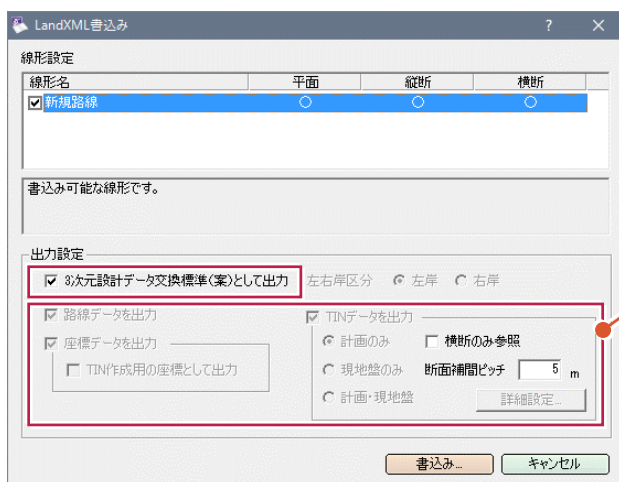 LandXML書込み ? ×
線形設定
線形名 平面 縦断 横断
新規路線 ○ ○ ○
書込み可能な線形です。
出力設定
3次元設計データ交換標準(案)として出力 左右岸区分 左岸 右岸
路線データを出力
座標データを出力
TIN作成用の座標として出力
TINデータを出力
計画のみ 横断のみ参照
現地盤のみ 断面補間ピッチ 5 m
計画・現地盤 詳細設定...
書込み... キャンセル